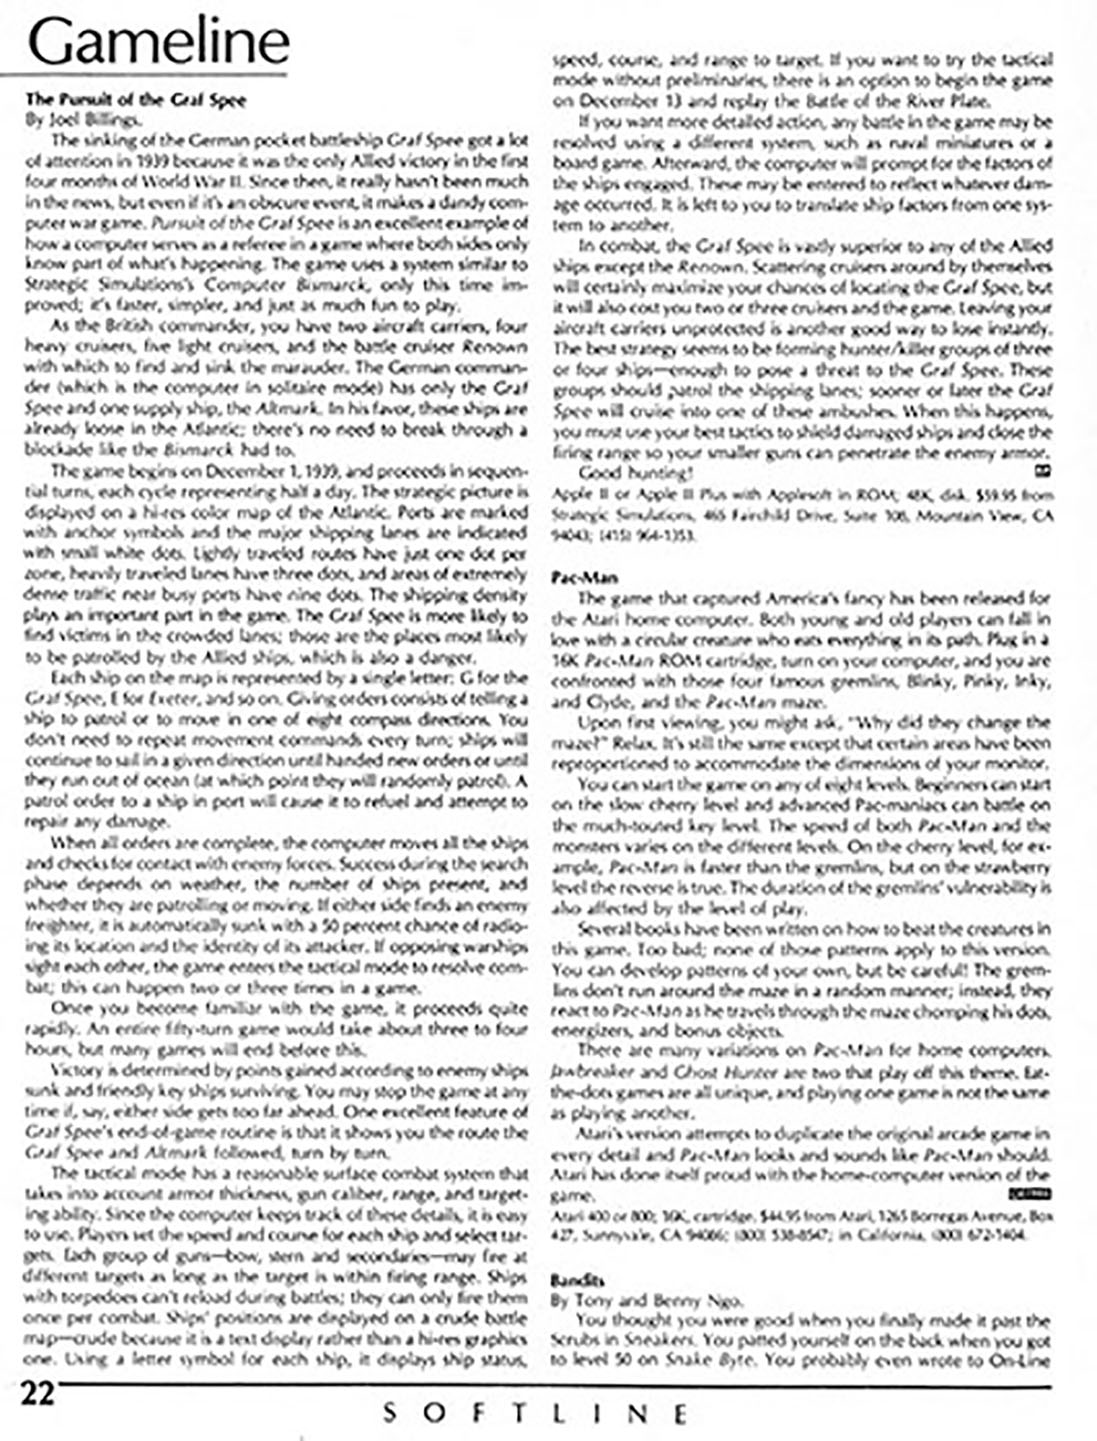 Gameline
The Pursuit of the Graf Spee
By Joel Billings.
The sinking of the German pocket battleship Graf Spee got a lot
of attention in 1939 because it was the only Allied victory in the first
four months of World War II. Since then, it really hasn't been much
in the news, but even if it's an obscure event, it makes a dandy com-
puter war game. Pursuit of the Graf Spee is an excellent example of
how a computer serves as a referee in a game where both sides only
know part of what's happening. The game uses a system similar to
Strategic Simulations's Computer Bismarck, only this time im-
proved; it's faster, simpler, and just as much fun to play.
As the British commander, you have two aircraft carriers, four
heavy cruisers, five light cruisers, and the battle cruiser Renown
with which to find and sink the marauder. The German comman-
der (which is the computer in solitaire mode) has only the Graf
Spee and one supply ship, the Altmark. In his favor, these ships are
already loose in the Atlantic; there's no need to break through a
blockade like the Bismarck had to.
The game begins on December 1, 1939, and proceeds in sequen-
tial turns, each cycle representing half a day. The strategic picture is
displayed on a hi-res color map of the Atlantic. Ports are marked
with anchor symbols and the major shipping lanes are indicated
with small white dots. Lightly traveled routes have just one dot per
zone, heavily traveled lanes have three dots, and areas of extremely
dense traffic near busy ports have nine dots. The shipping density
plays an important part in the game. The Graf Spee is more likely to
find victims in the crowded lanes; those are the places most likely
to be patrolled by the Allied ships, which is also a danger.
Each ship on the map is represented by a single letter: G for the
Graf Spee, E for Exeter, and so on. Giving orders consists of telling a
ship to patrol or to move in one of eight compass directions. You
don't need to repeat movement commands every turn; ships will
continue to sail in a given direction until handed new orders or until
they run out of ocean (at which point they will randomly patrol). A
patrol order to a ship in port will cause it to refuel and attempt to
repair any damage.
When all orders are complete, the computer moves all the ships
and checks for contact with enemy forces. Success during the search
phase depends on weather, the number of ships present, and
whether they are patrolling or moving. If either side finds an enemy
freighter, it is automatically sunk with a 50 percent chance of radio-
ing its location and the identity of its attacker. If opposing warships
sight each other, the game enters the tactical mode to resolve com-
bat; this can happen two or three times in a game.
Once you become familiar with the game, it proceeds quite
rapidly. An entire fifty-turn game would take about three to four
hours, but many games will end before this.
Victory is determined by points gained according to enemy ships
sunk and friendly key ships surviving. You may stop the game at any
time if, say, either side gets too far ahead. One excellent feature of
Graf Spee's end-of-game routine is that it shows you the route the
Graf Spee and Altmark followed, turn by turn.
The tactical mode has a reasonable surface combat system that
takes into account armor thickness, gun caliber, range, and target-
ing ability. Since the computer keeps track of these details, it is easy
to use. Players set the speed and course for each ship and select tar-
gets. Each group of guns—bow, stern and secondaries—may fire at
different targets as long as the target is within firing range. Ships
with torpedoes can't reload during battles; they can only fire them
once per combat. Ships' positions are displayed on a crude battle
map—crude because it is a text display rather than a hi-res graphics
one. Using a letter symbol for each ship, it displays ship status,
speed, course, and range to target. If you want to try the tactical
mode without preliminaries, there is an option to begin the game
on December 13 and replay the Battle of the River Plate.
If you want more detailed action, any battle in the game may be
resolved using a different system, such as naval miniatures or a
board game. Afterward, the computer will prompt for the factors of
the ships engaged. These may be entered to reflect whatever dam-
age occurred. It is left to you to translate ship factors from one sys-
tem to another.
In combat, the Graf Spee is vastly superior to any of the Allied
ships except the Renown. Scattering cruisers around by themselves
will certainly maximize your chances of locating the Graf Spee, but
it will also cost you two or three cruisers and the game. Leaving your
aircraft carriers unprotected is another good way to lose instantly.
The best strategy seems to be forming hunter/killer groups of three
or four ships—enough to pose a threat to the Graf Spee. These
groups should patrol the shipping lanes; sooner or later the Graf
Spee will cruise into one of these ambushes. When this happens,
you must use your best tactics to shield damaged ships and close the
firing range so your smaller guns can penetrate the enemy armor.
Good hunting!
Apple II or Apple II Plus with Applesoft in ROM; 48K, disk. $59.95 from
Strategic Simulations, 465 Fairchild Drive, Suite 108, Mountain View, CA
94043; (415) 964-1353.
Pac-Man
The game that captured America's fancy has been released for
the Atari home computer. Both young and old players can fall in
love with a circular creature who eats everything in its path. Plug in a
16K Pac-Man ROM cartridge, turn on your computer, and you are
confronted with those four famous gremlins, Blinky, Pinky, Inky,
and Clyde, and the Pac-Man maze.
Upon first viewing, you might ask, "Why did they change the
maze?" Relax. It's still the same except that certain areas have been
reproportioned to accommodate the dimensions of your monitor.
You can start the game on any of eight levels. Beginners can start
on the slow cherry level and advanced Pac-maniacs can battle on
the much-touted key level. The speed of both Pac-Man and the
monsters varies on the different levels. On the cherry level, for ex-
ample, Pac-Man is faster than the gremlins, but on the strawberry
level the reverse is true. The duration of the gremlins' vulnerability is
also affected by the level of play.
Several books have been written on how to beat the creatures in
this game. Too bad; none of those patterns apply to this version.
You can develop patterns of your own, but be careful! The grem-
lins don't run around the maze in a random manner; instead, they
react to Pac-Man as he travels through the maze chomping his dots,
energizers, and bonus objects.
There are many variations on Pac-Man for home computers.
Jawbreaker and Ghost Hunter are two that play off this theme. Eat-
the-dots games are all unique, and playing one game is not the same
as playing another.
Atari's version attempts to duplicate the original arcade game in
every detail and Pac-Man looks and sounds like Pac-Man should.
Atari has done itself proud with the home-computer version of the
game.
Atari 400 or 800; 16K, cartridge. $44.95 from Atari, 1265 Borregas Avenue, Box
427, Sunnyvale, CA 94086; (800) 538-8547; in California, (800) 672-1404.
Bandits
By Tony and Benny Ngo.
You thought you were good when you finally made it past the
Scrubs in Sneakers. You patted yourself on the back when you got
to level 50 on Snake Byte. You probably even wrote to On-Line
22
SOFTLINE